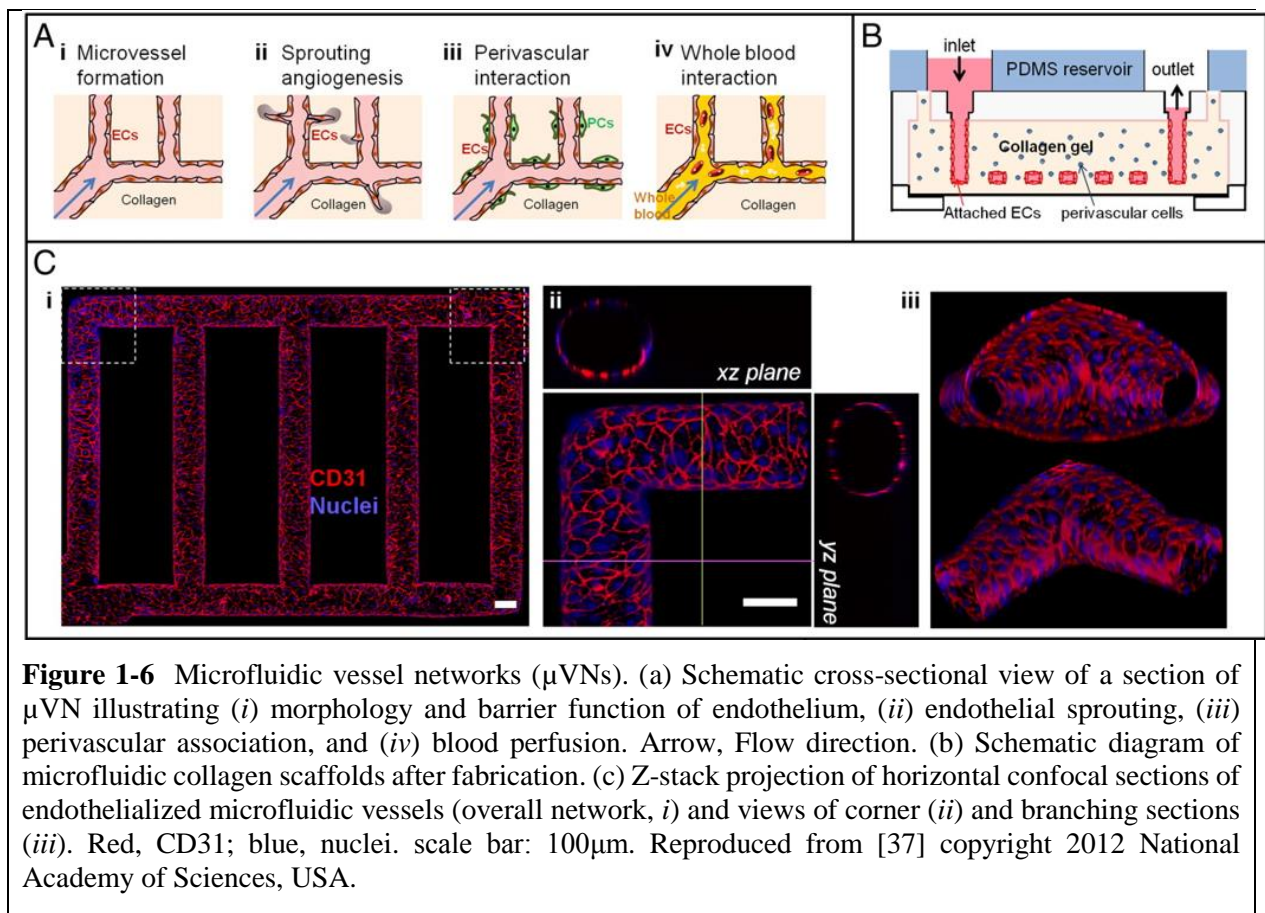 A
i Microvessel
formation
ii Sprouting
angiogenesis
iii Perivascular
interaction
iv Whole blood
interaction
ECs
Collagen
ECs
Collagen
PCs
ECs
Collagen
ECs
Whole
blood
Collagen
B
inlet
PDMS reservoir
outlet
Collagen gel
Attached ECs
perivascular cells
C
i
CD31
Nuclei
ii
xz plane
yz plane
iii
Figure 1-6 Microfluidic vessel networks (µVNs). (a) Schematic cross-sectional view of a section of
µVN illustrating (i) morphology and barrier function of endothelium, (ii) endothelial sprouting, (iii)
perivascular association, and (iv) blood perfusion. Arrow, Flow direction. (b) Schematic diagram of
microfluidic collagen scaffolds after fabrication. (c) Z-stack projection of horizontal confocal sections of
endothelialized microfluidic vessels (overall network, i) and views of corner (ii) and branching sections
(iii). Red, CD31; blue, nuclei. scale bar: 100µm. Reproduced from [37] copyright 2012 National
Academy of Sciences, USA.